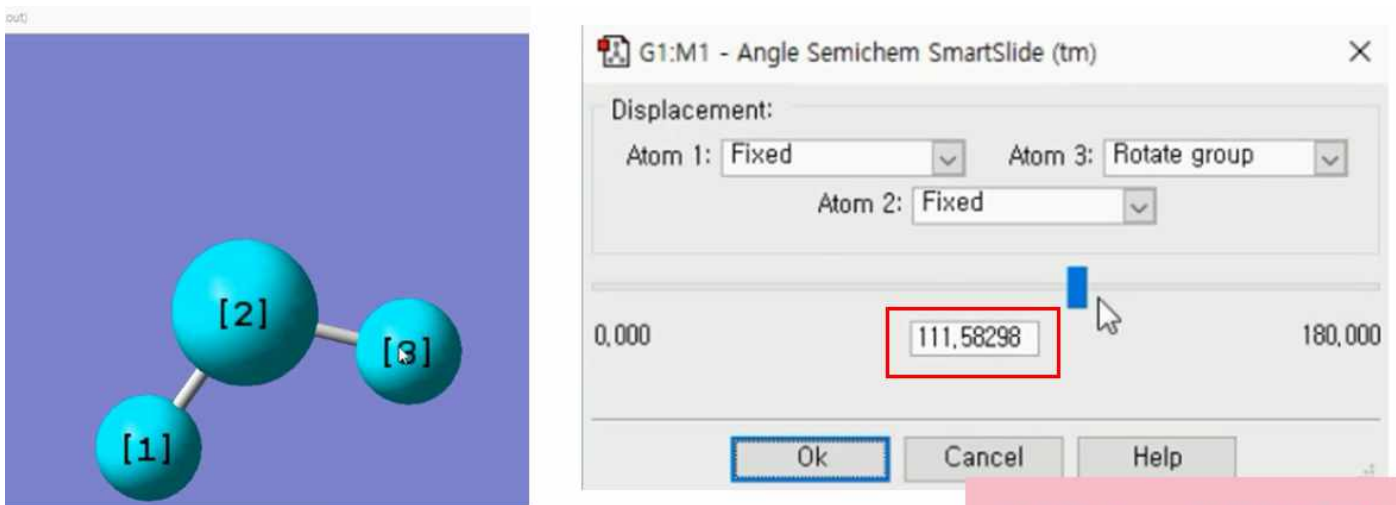 out)
[2]
[3]
[1]
G1:M1 - Angle Semichem SmartSlide (tm)
Displacement:
Atom 1: Fixed Atom 3: Rotate group
Atom 2: Fixed
0,000 111,58298 180,000
Ok Cancel Help